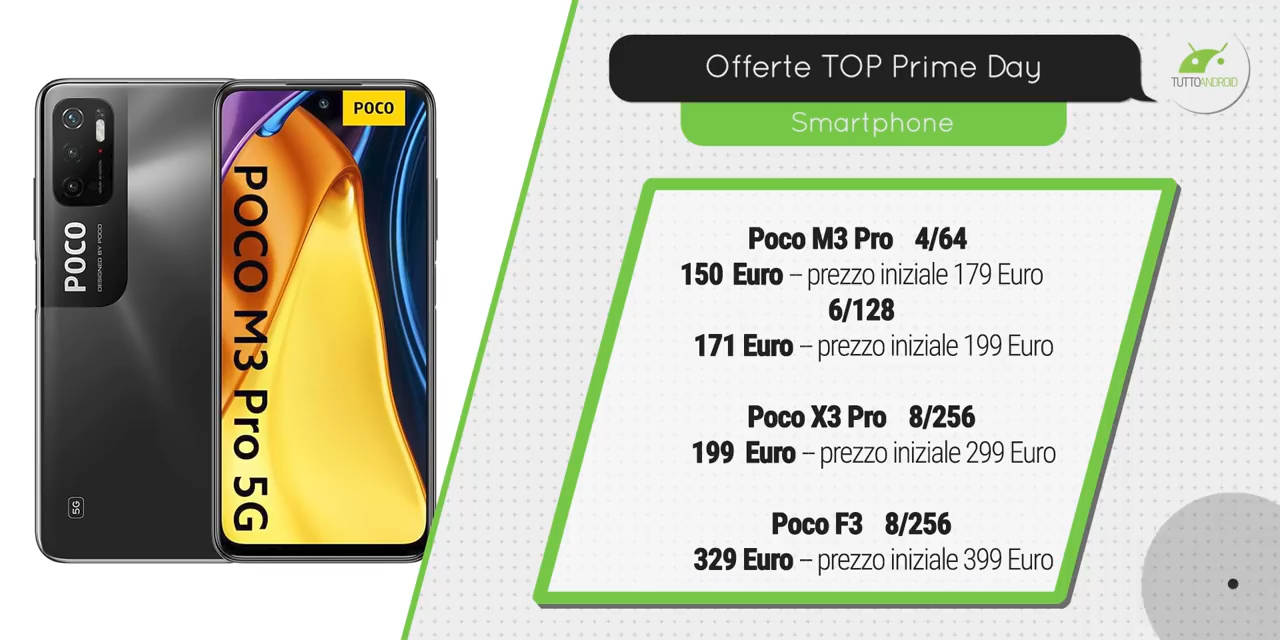 POCO
DESIGNED BY POCO
5G
POCO
POCO M3 Pro 5G
Offerte TOP Prime Day
TUTTOANDROID
Smartphone
Poco M3 Pro 4/64
150 Euro – prezzo iniziale 179 Euro
6/128
171 Euro – prezzo iniziale 199 Euro
Poco X3 Pro 8/256
199 Euro – prezzo iniziale 299 Euro
Poco F3 8/256
329 Euro – prezzo iniziale 399 Euro